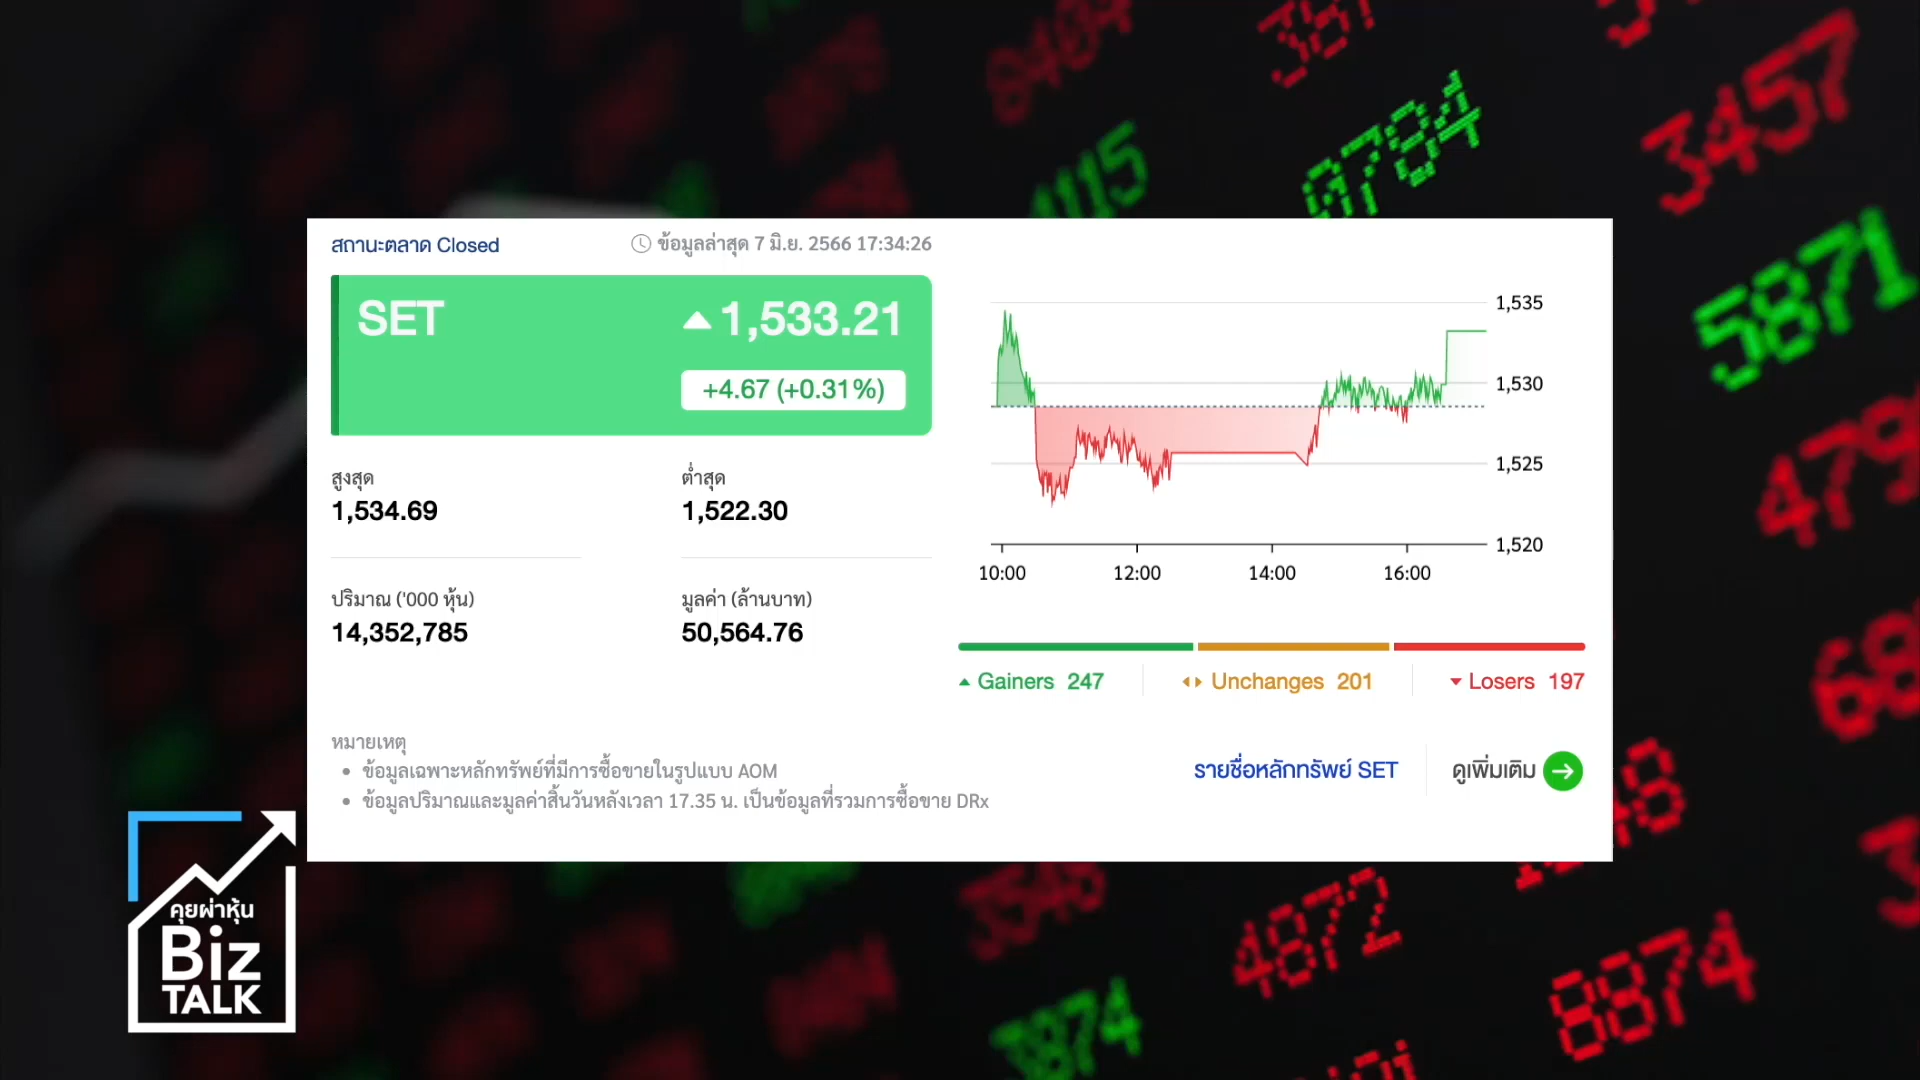 สถานะตลาด Closed
ข้อมูลล่าสุด 7 มิ.ย. 2566 17:34:26
SET
1,533.21
+4.67 (+0.31%)
สูงสุด
1,534.69
ต่ำสุด
1,522.30
ปริมาณ ('000 หุ้น)
14,352,785
มูลค่า (ล้านบาท)
50,564.76
1,535
1,530
1,525
1,520
10:00 12:00 14:00 16:00
Gainers 247
Unchanges 201
Losers 197
หมายเหตุ
ข้อมูลเฉพาะหลักทรัพย์ที่มีการซื้อขายในรูปแบบ AOM
ข้อมูลปริมาณและมูลค่าสิ้นวันหลังเวลา 17.35 น. เป็นข้อมูลที่รวมการซื้อขาย DRx
รายชื่อหลักทรัพย์ SET
ดูเพิ่มเติม
คุยผ่าหุ้น
Biz
TALK
0784
3457
4115
5871
4872
8874
3874